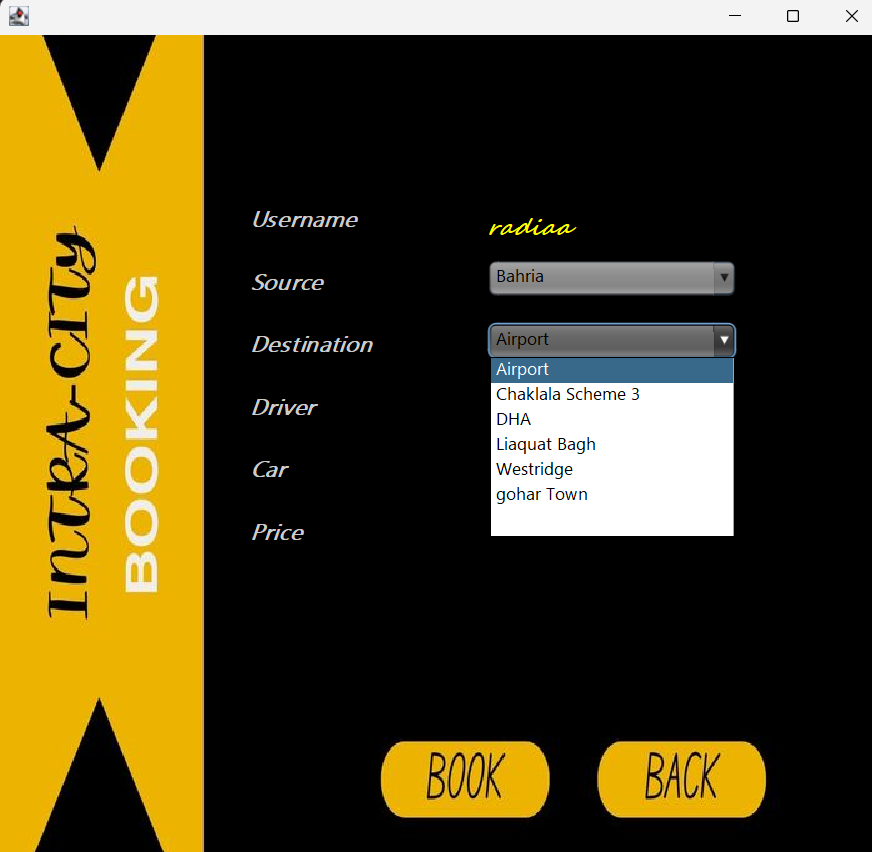 INTRA-CITy
BOOKING
Username
radiaa
Source
Bahria
Destination
Airport
Airport
Chaklala Scheme 3
DHA
Liaquat Bagh
Westridge
gohar Town
Driver
Car
Price
BOOK
BACK